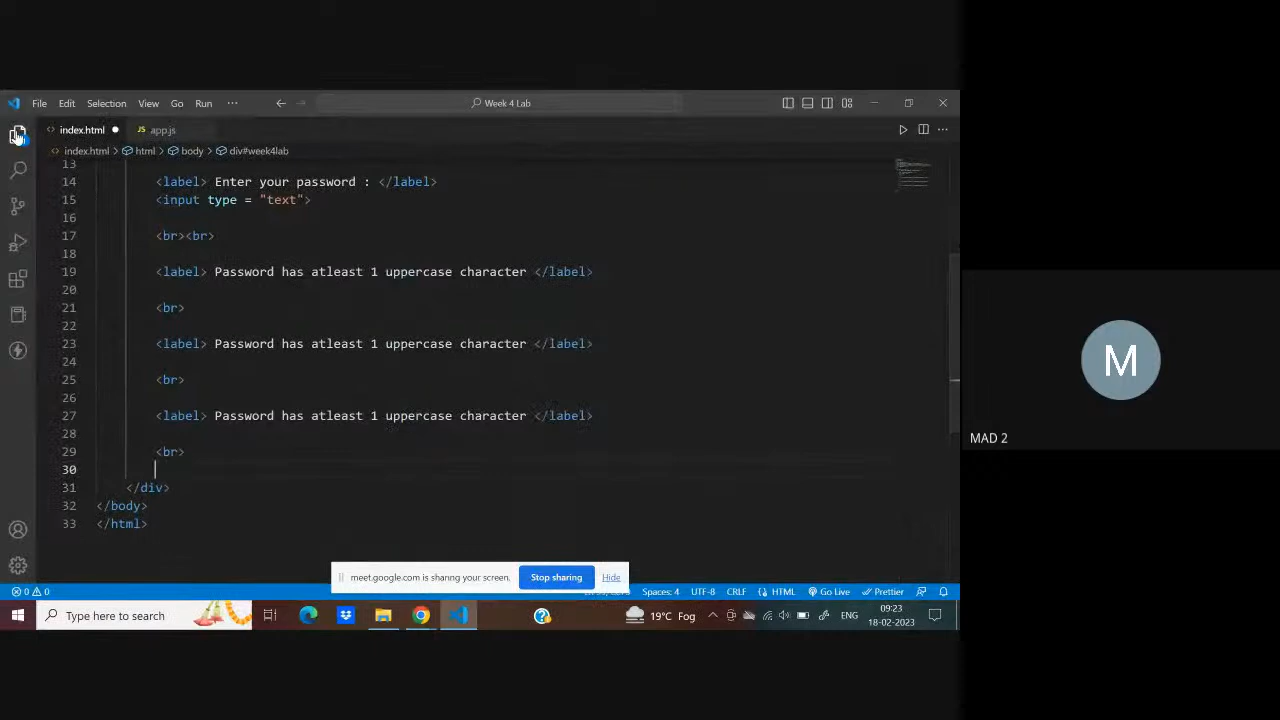 File Edit Selection View Go Run ··· Week 4 Lab
index.html JS app.js
index.html > html > body > div#week4lab
13
14 <label> Enter your password : </label>
15 <input type = "text">
16
17 <br><br>
18
19 <label> Password has atleast 1 uppercase character </label>
20
21 <br>
22
23 <label> Password has atleast 1 uppercase character </label>
24
25 <br>
26
27 <label> Password has atleast 1 uppercase character </label>
28
29 <br>
30
31 </div>
32 </body>
33 </html>
M
MAD 2
meet.google.com is sharing your screen. Stop sharing Hide
0 0 Spaces: 4 UTF-8 CRLF HTML Go Live Prettier
Type here to search 19°C Fog ENG 09:23
18-02-2023